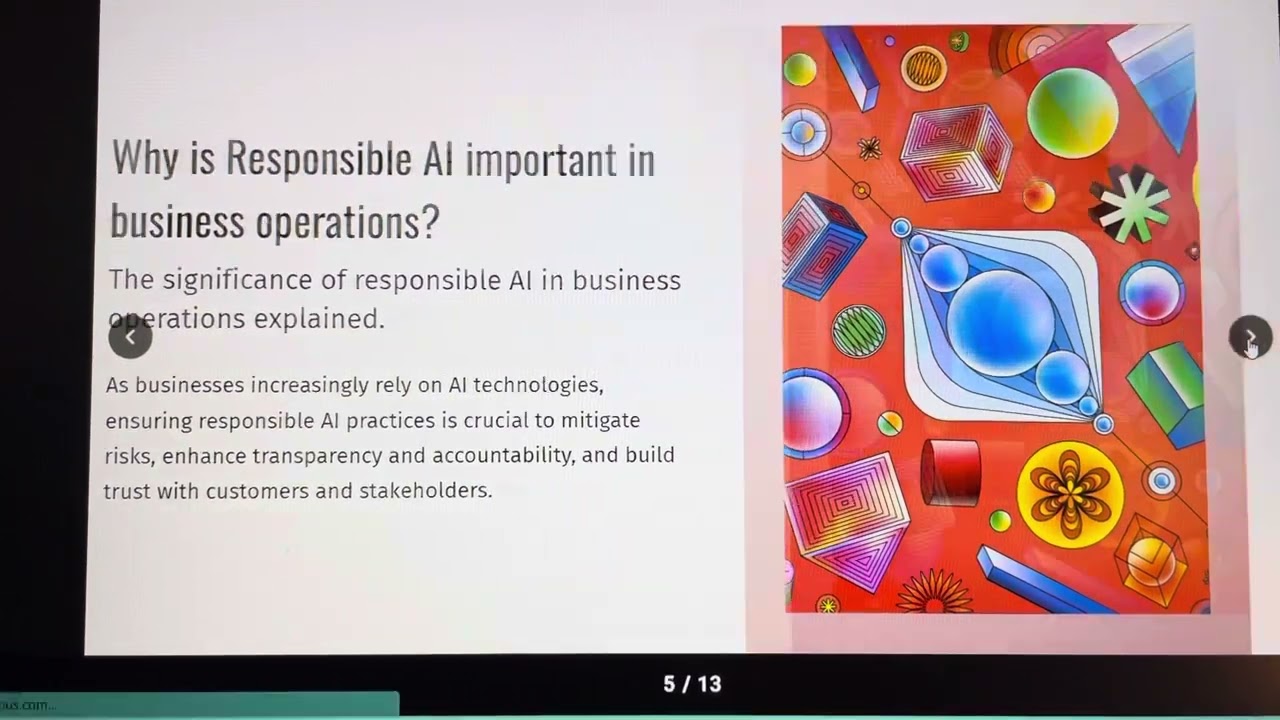 Why is Responsible AI important in
business operations?
The significance of responsible AI in business
operations explained.
As businesses increasingly rely on AI technologies,
ensuring responsible AI practices is crucial to mitigate
risks, enhance transparency and accountability, and build
trust with customers and stakeholders.
5 / 13
ous.com...